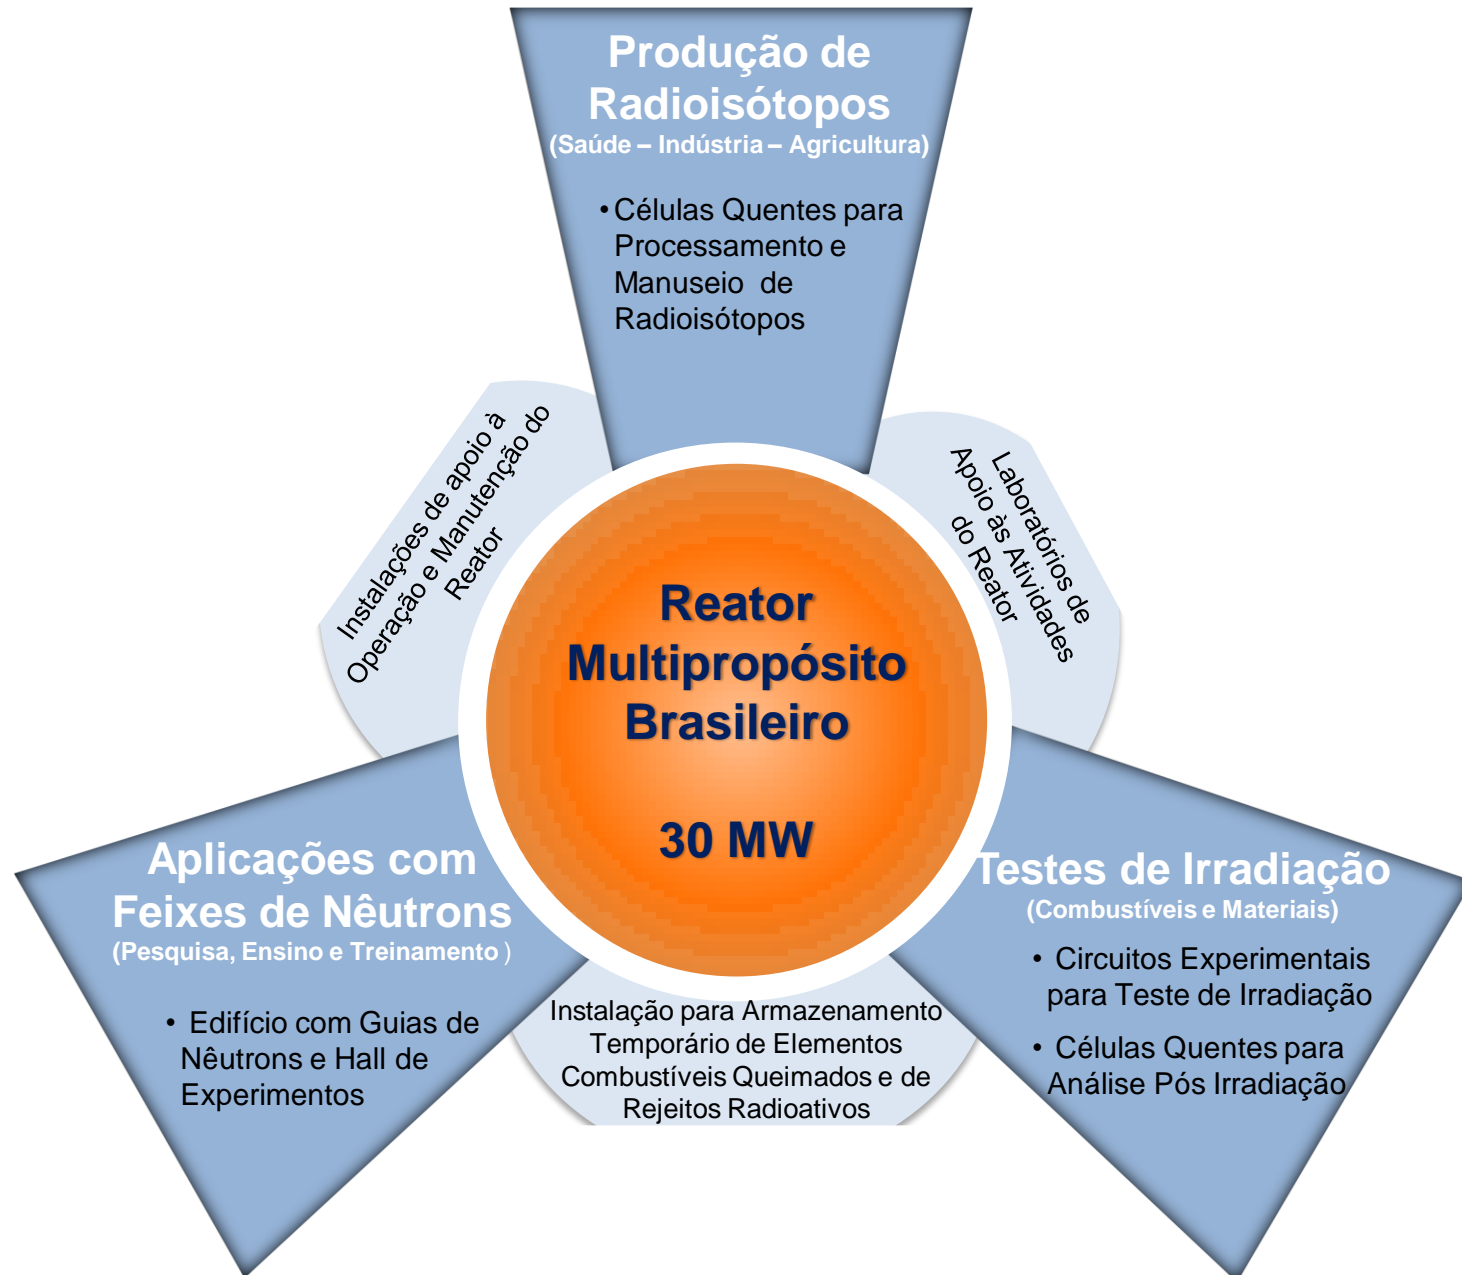 Produção de
Radioisótopos
(Saúde – Indústria – Agricultura)
• Células Quentes para
Processamento e
Manuseio de
Radioisótopos
Instalações de apoio à
Operação e Manutenção do
Reator
Laboratórios de
Apoio às Atividades
do Reator
Reator
Multipropósito
Brasileiro
30 MW
Aplicações com
Feixes de Nêutrons
(Pesquisa, Ensino e Treinamento )
• Edifício com Guias de
Nêutrons e Hall de
Experimentos
Testes de Irradiação
(Combustíveis e Materiais)
• Circuitos Experimentais
para Teste de Irradiação
• Células Quentes para
Análise Pós Irradiação
Instalação para Armazenamento
Temporário de Elementos
Combustíveis Queimados e de
Rejeitos Radioativos